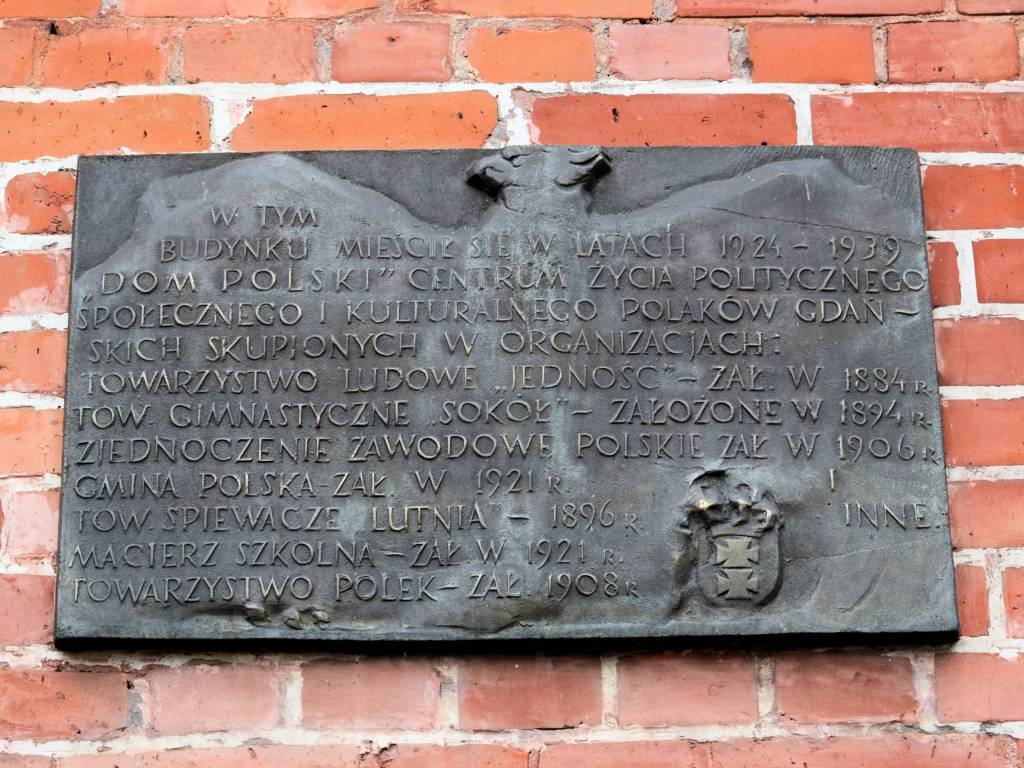 W TYM
BUDYNKU MIEŚCIŁ SIĘ W LATACH 1924 - 1939
„DOM POLSKI" CENTRUM ŻYCIA POLITYCZNEGO
SPOŁECZNEGO I KULTURALNEGO POLAKÓW GDAŃ-
SKICH SKUPIONYCH W ORGANIZACJACH:
TOWARZYSTWO LUDOWE „JEDNOŚĆ" - ZAŁ. W 1884 R.
TOW. GIMNASTYCZNE „SOKÓŁ" - ZAŁOŻONE W 1894 R.
ZJEDNOCZENIE ZAWODOWE POLSKIE ZAŁ W 1906 R.
GMINA POLSKA - ZAŁ. W 1921 R. I
TOW. ŚPIEWACZE „LUTNIA" - 1896 R. INNE.
MACIERZ SZKOLNA - ZAŁ W 1921 R.
TOWARZYSTWO POLEK - ZAŁ. 1908 R